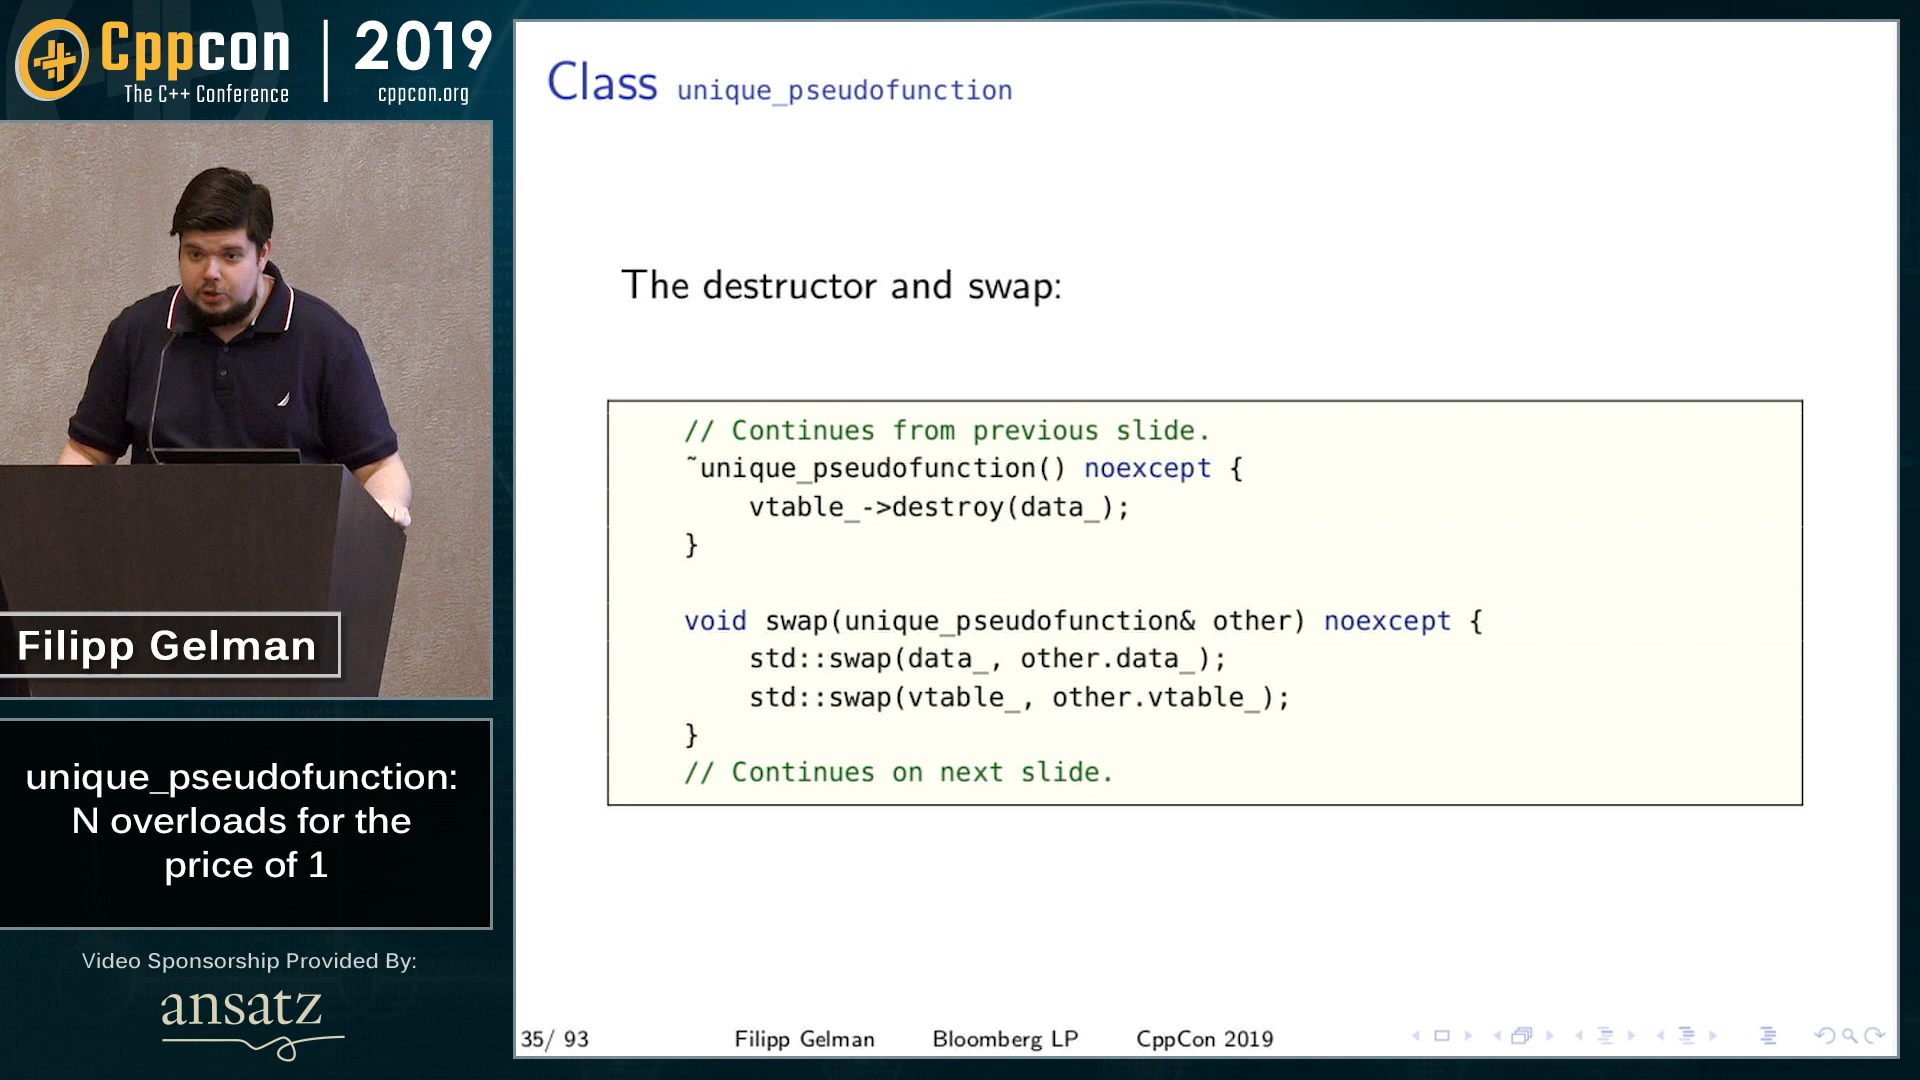 Cppcon
The C++ Conference
2019
cppcon.org
Filipp Gelman
unique_pseudofunction:
N overloads for the
price of 1
Video Sponsorship Provided By:
ansatz
Class unique_pseudofunction
The destructor and swap:
// Continues from previous slide.
~unique_pseudofunction() noexcept {
vtable_->destroy(data_);
}
void swap(unique_pseudofunction& other) noexcept {
std::swap(data_, other.data_);
std::swap(vtable_, other.vtable_);
}
// Continues on next slide.
35/ 93
Filipp Gelman
Bloomberg LP
CppCon 2019